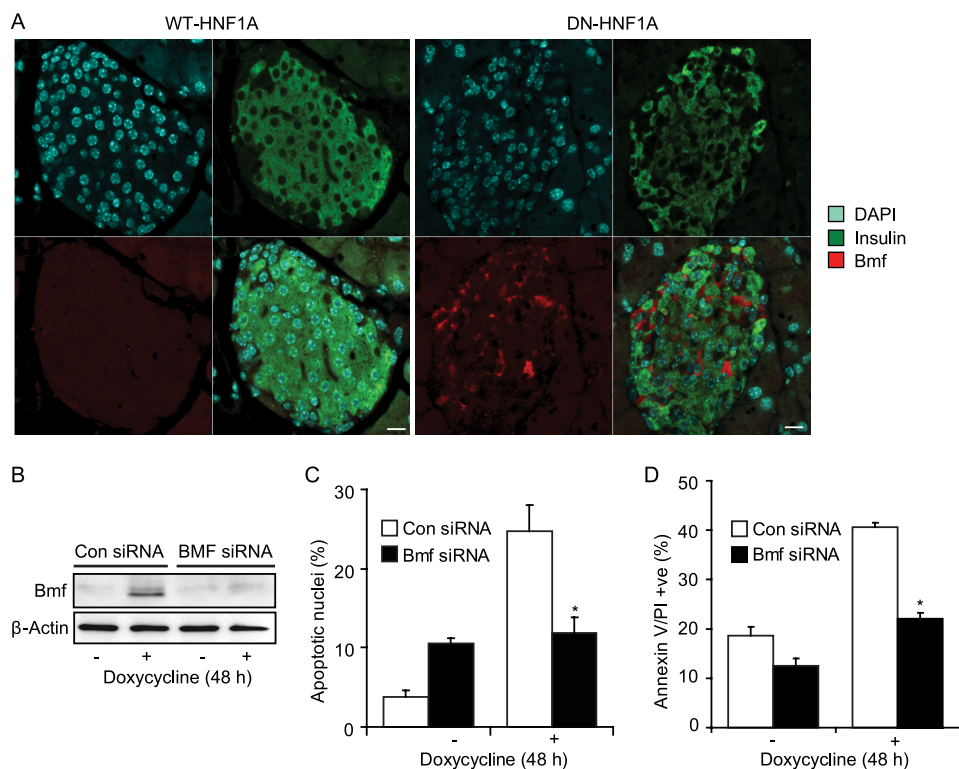 A
WT-HNF1A
DN-HNF1A
DAPI
Insulin
Bmf
B
Con siRNA
BMF siRNA
Bmf
β-Actin
- + - +
Doxycycline (48 h)
C
Apoptotic nuclei (%)
30
20
10
0
Con siRNA
Bmf siRNA
*
- +
Doxycycline (48 h)
D
Annexin V/PI +ve (%)
50
40
30
20
10
0
Con siRNA
Bmf siRNA
*
- +
Doxycycline (48 h)